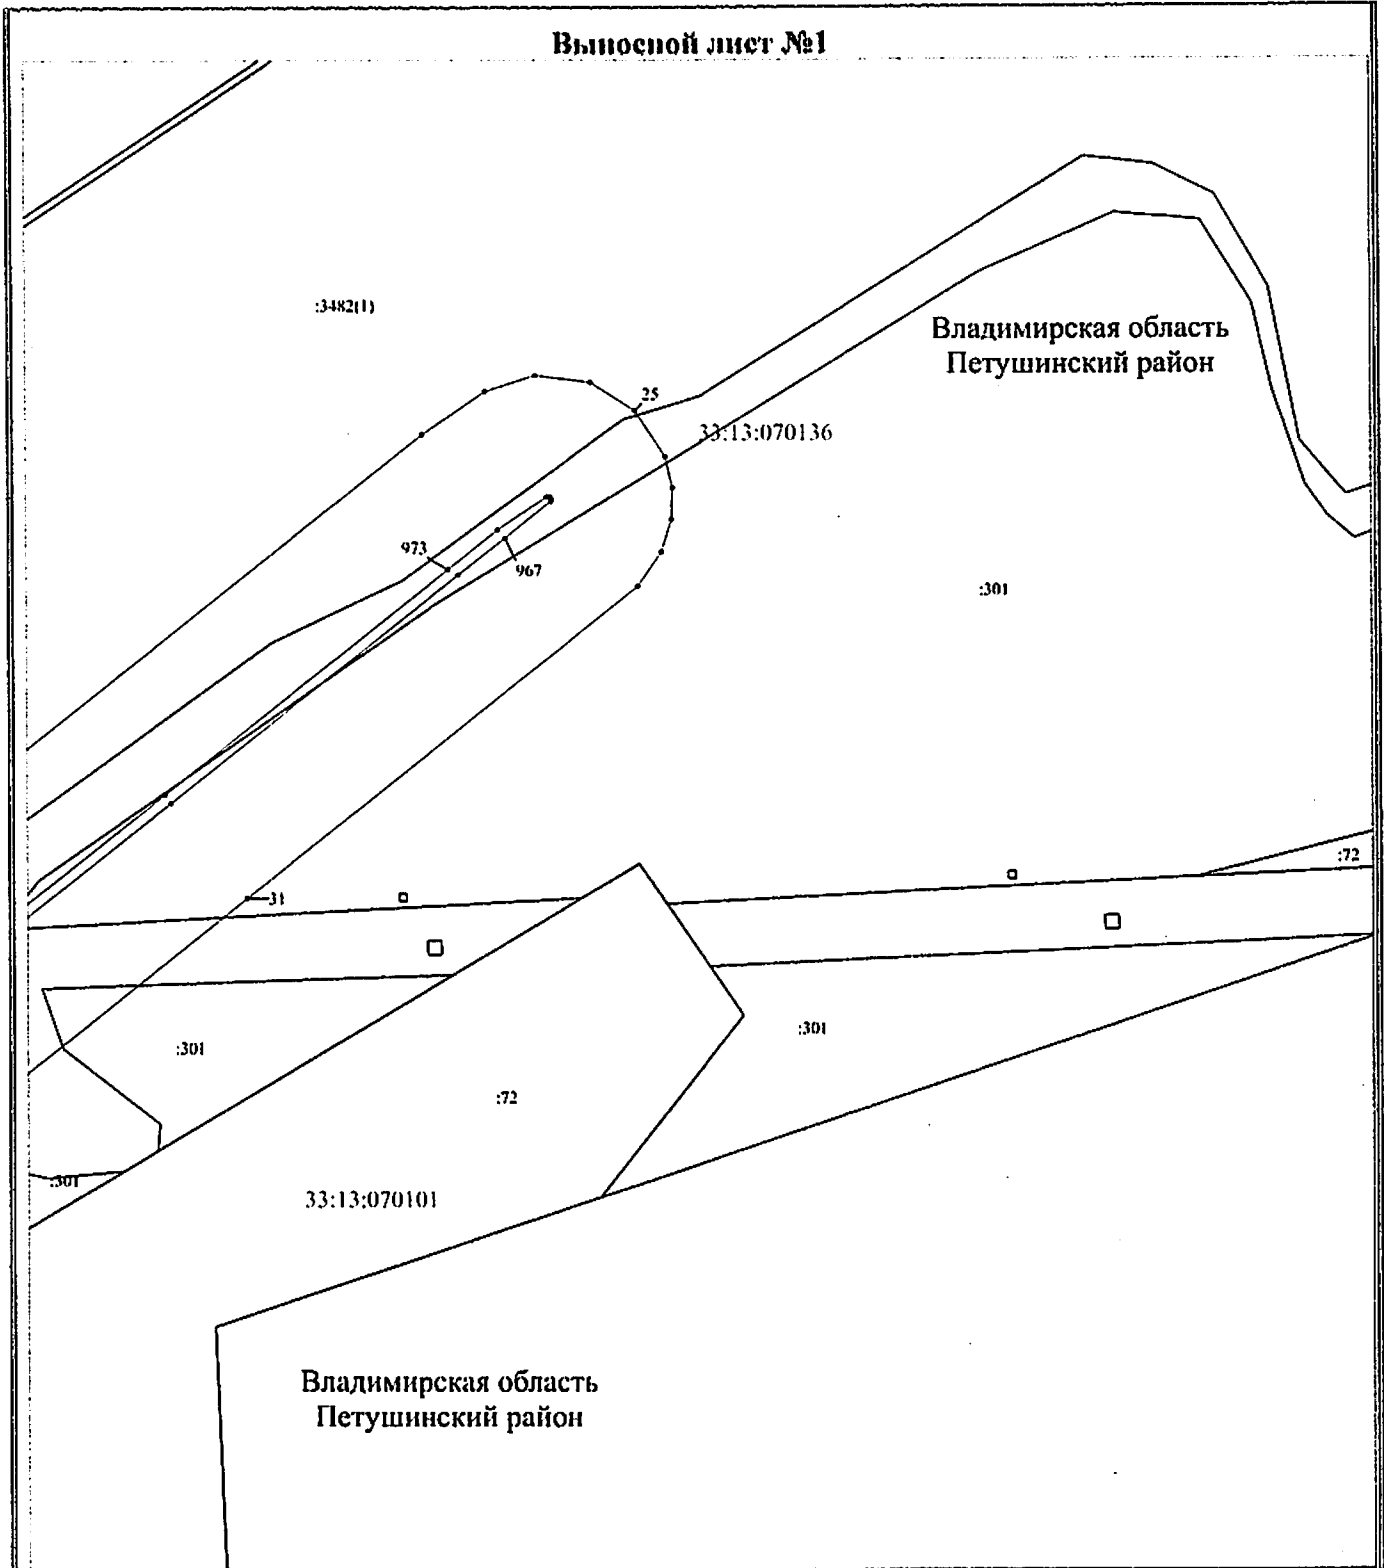 Выносной лист №1
:3482(1)
Владимирская область
Петушинский район
25
33:13:070136
973
967
:301
:72
31
:301
:301
:72
:301
33:13:070101
Владимирская область
Петушинский район